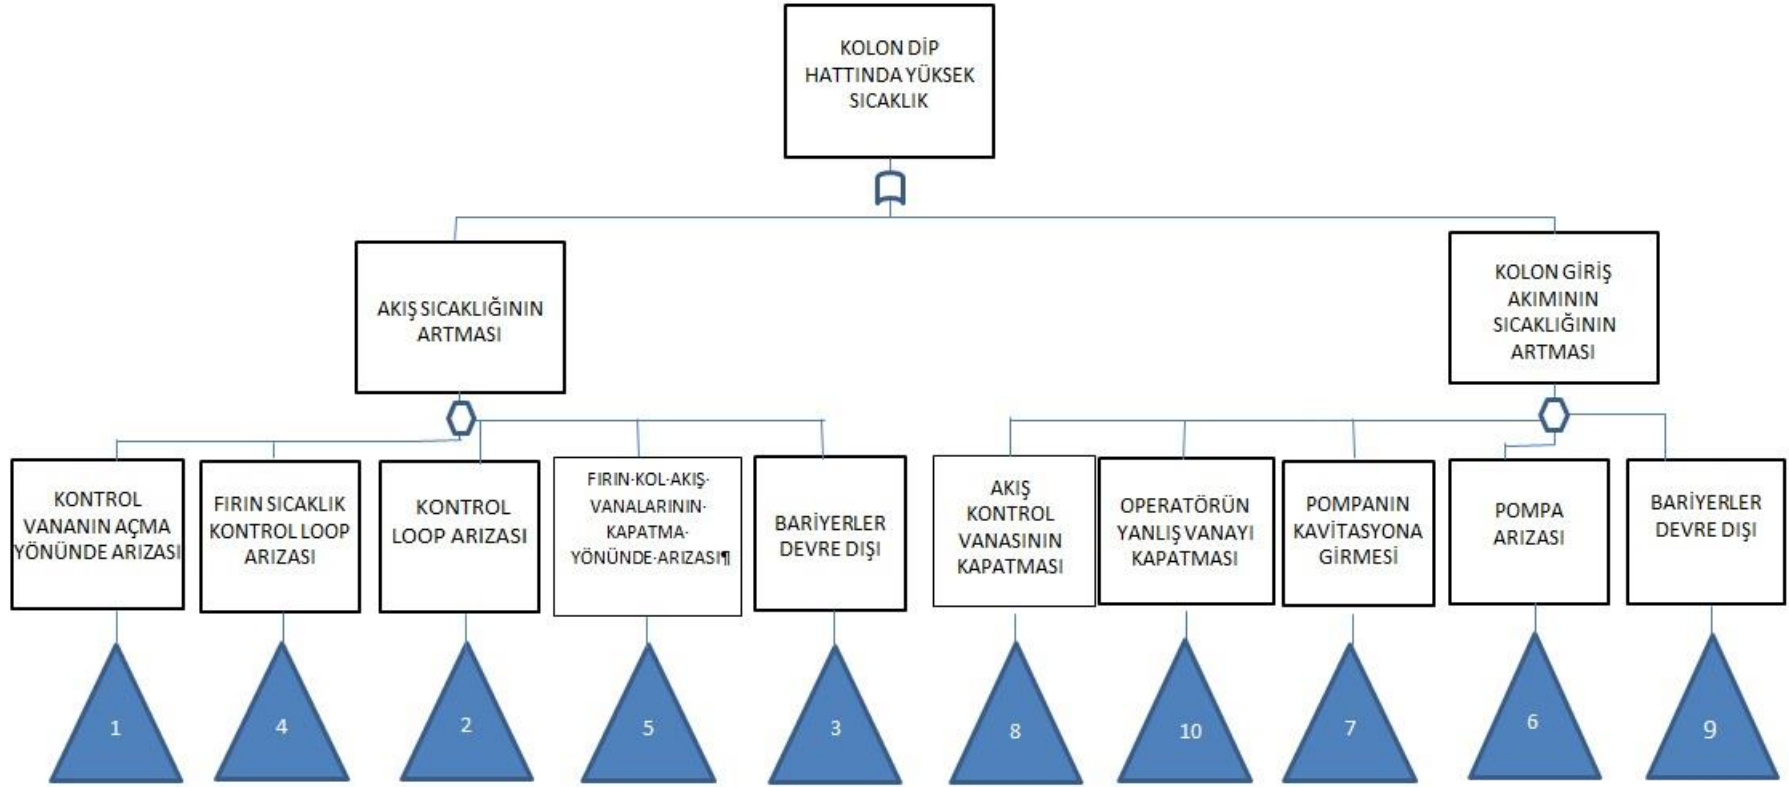 KOLON DİP
HATTINDA YÜKSEK
SICAKLIK
AKIŞ SICAKLIĞININ
ARTMASI
KOLON GİRİŞ
AKIMININ
SICAKLIĞININ
ARTMASI
KONTROL
VANANIN AÇMA
YÖNÜNDE ARIZASI
FIRIN SICAKLIK
KONTROL LOOP
ARIZASI
KONTROL
LOOP ARIZASI
FIRIN·KOL·AKIŞ·
VANALARININ·
KAPATMA·
YÖNÜNDE·ARIZASI¶
BARİYERLER
DEVRE DIŞI
AKIŞ
KONTROL
VANASININ
KAPATMASI
OPERATÖRÜN
YANLIŞ VANAYI
KAPATMASI
POMPANIN
KAVİTASYONA
GİRMESİ
POMPA
ARIZASI
BARİYERLER
DEVRE DIŞI
1
4
2
5
3
8
10
7
6
9